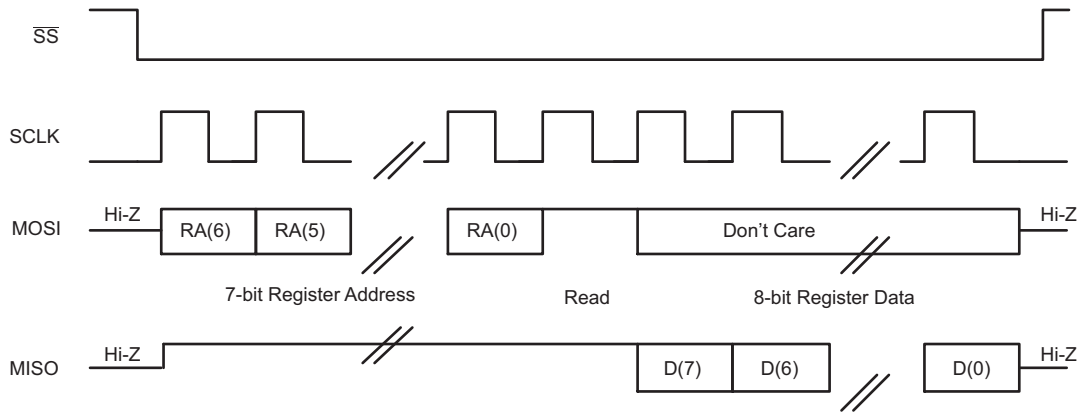 SS
SCLK
MOSI
Hi-Z
RA(6)
RA(5)
RA(0)
Don't Care
Hi-Z
7-bit Register Address
Read
8-bit Register Data
MISO
Hi-Z
D(7)
D(6)
D(0)
Hi-Z